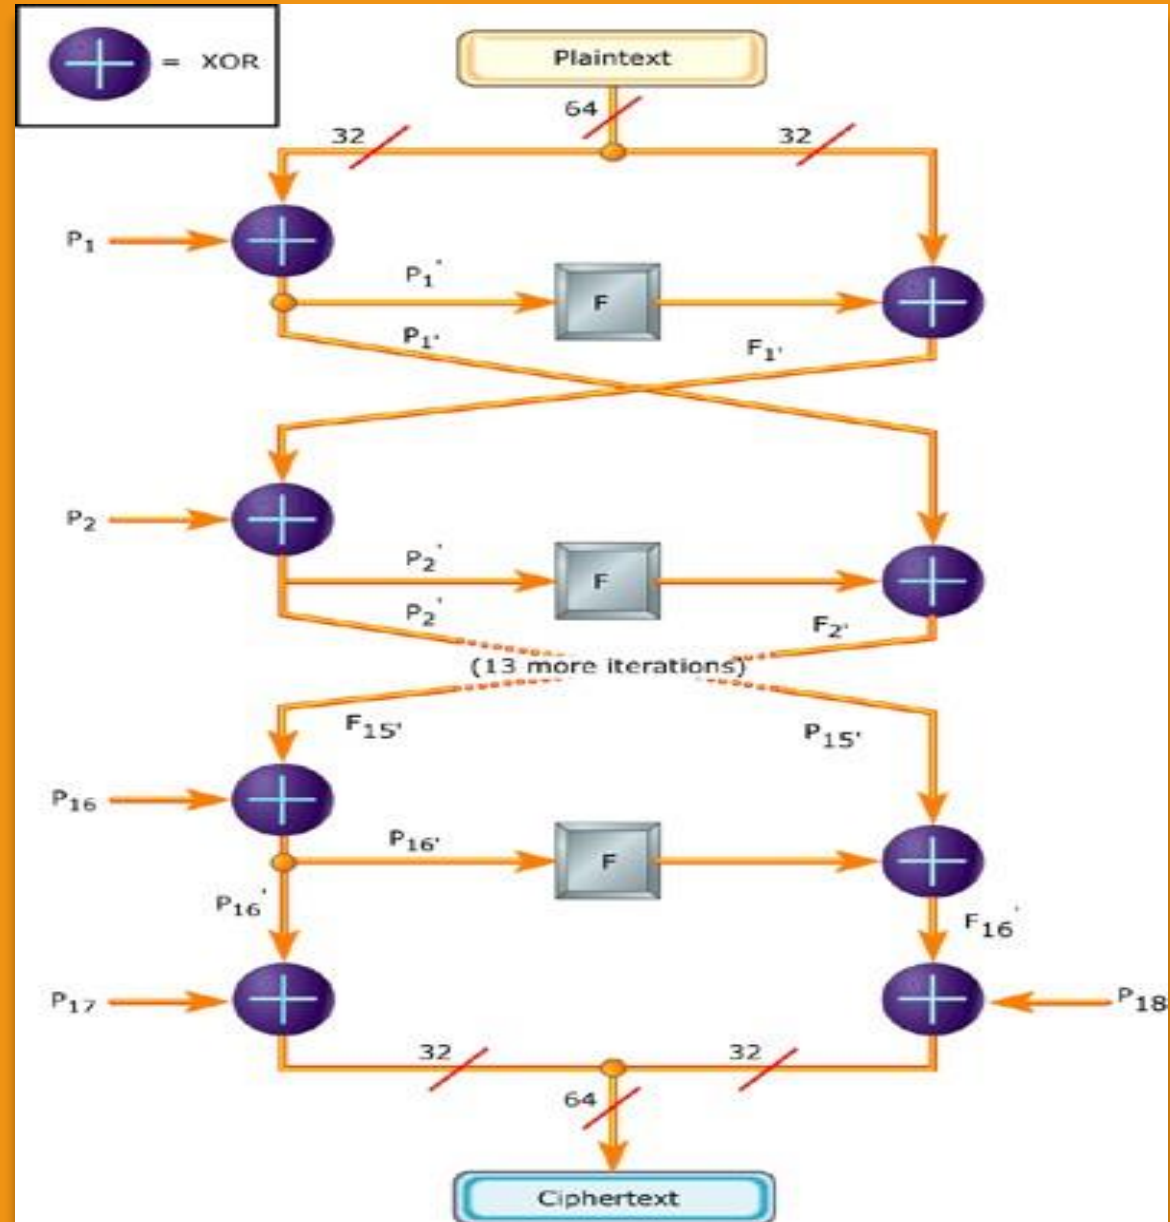 = XOR
Plaintext
64
32 32
P₁
P₁'
F
P₁' F₁'
P₂
P₂'
F
P₂' F₂'
(13 more iterations)
F₁₅' P₁₅'
P₁₆
P₁₆'
F
P₁₆' F₁₆'
P₁₇ P₁₈
32 32
64
Ciphertext